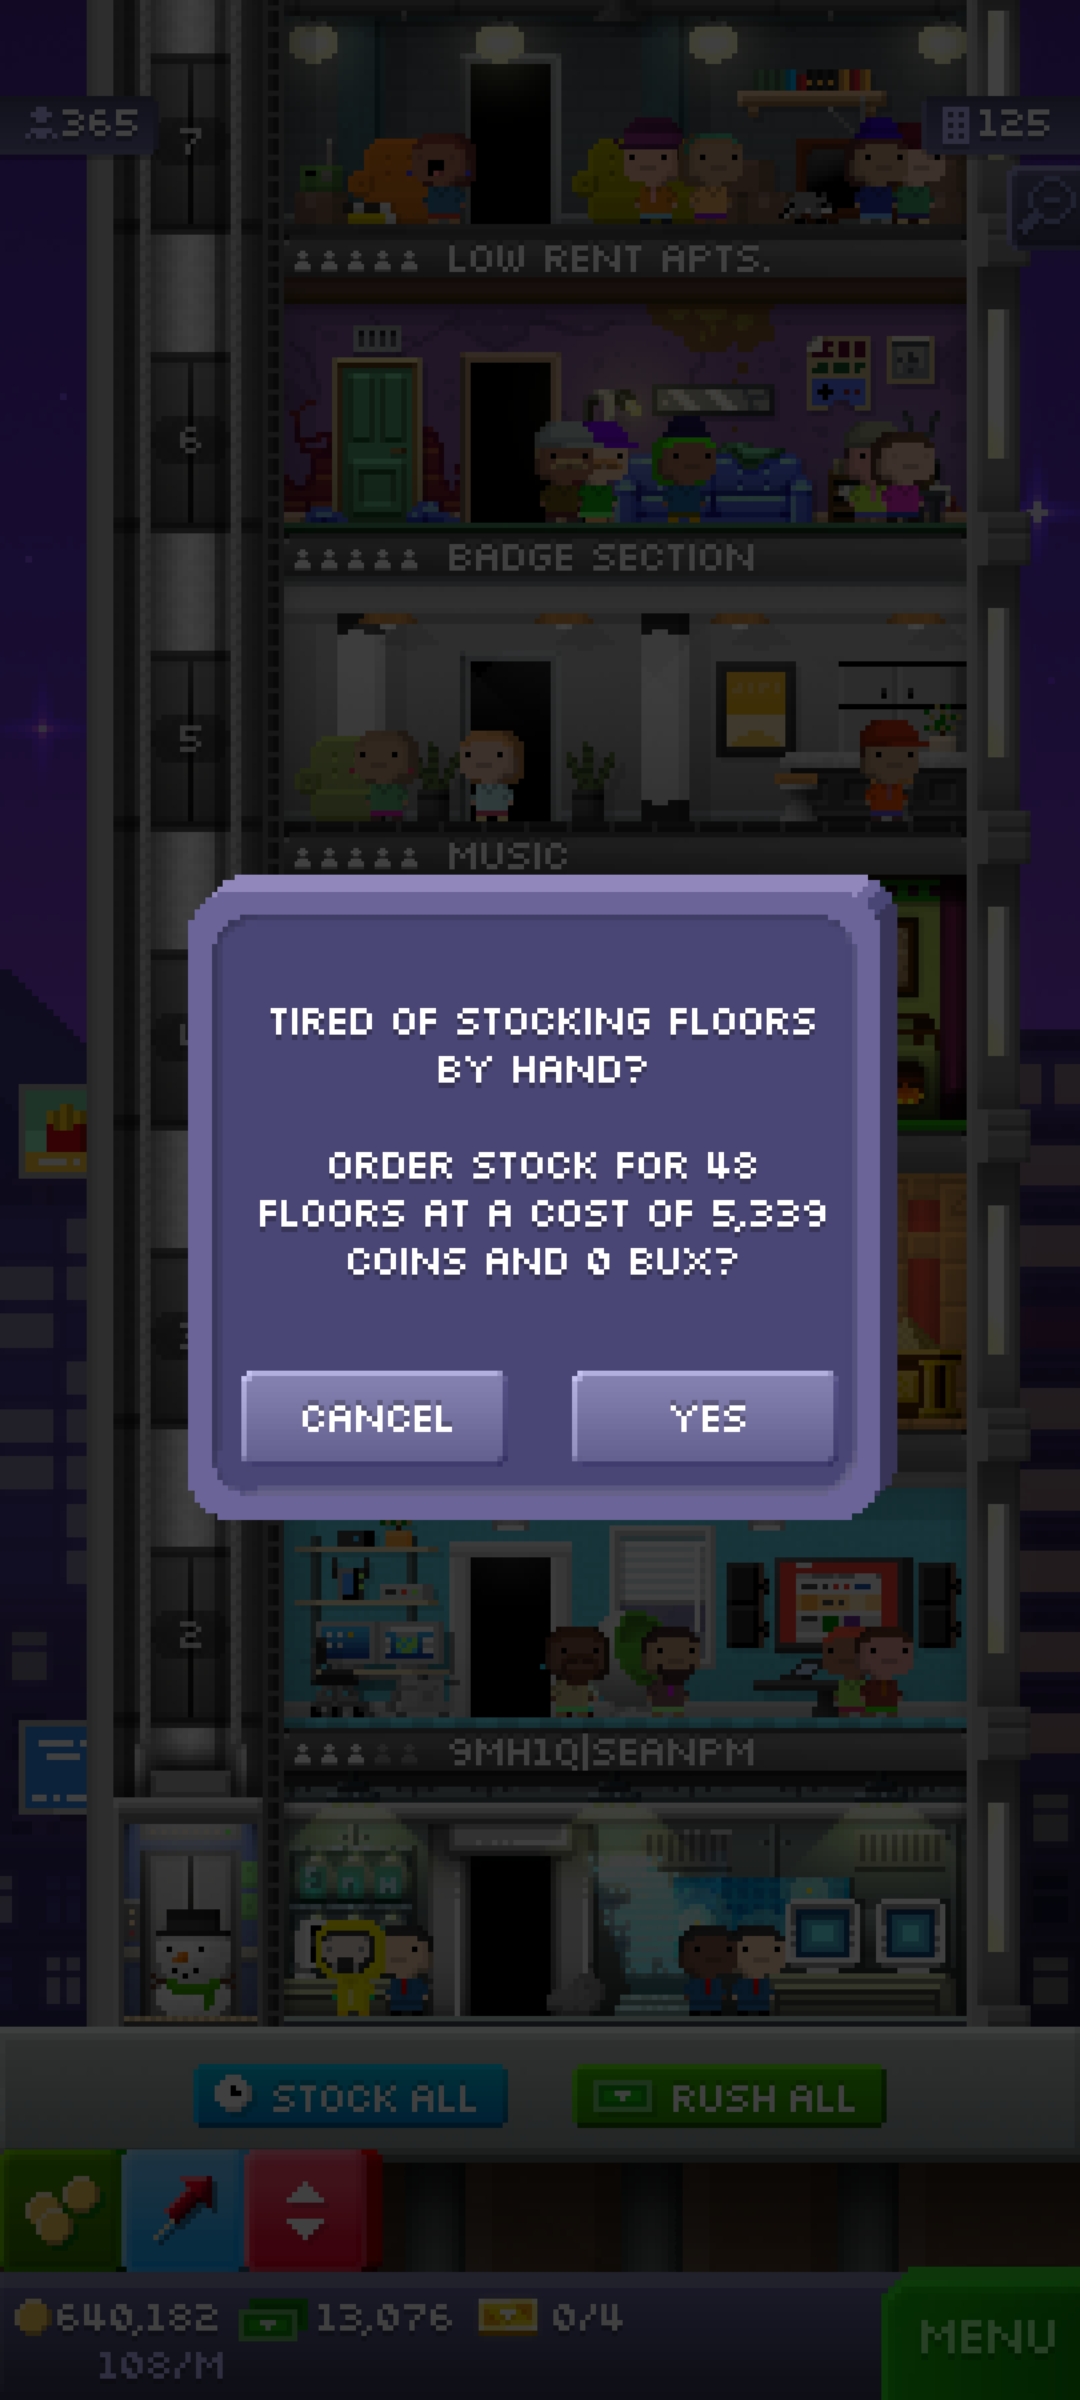 365
7
125
LOW RENT APTS.
6
BADGE SECTION
5
MUSIC
TIRED OF STOCKING FLOORS
BY HAND?
ORDER STOCK FOR 48
FLOORS AT A COST OF 5,339
COINS AND 0 BUX?
CANCEL
YES
2
9MH1Q|SEANPM
STOCK ALL
RUSH ALL
640,182
13,076
0/4
108/M
MENU